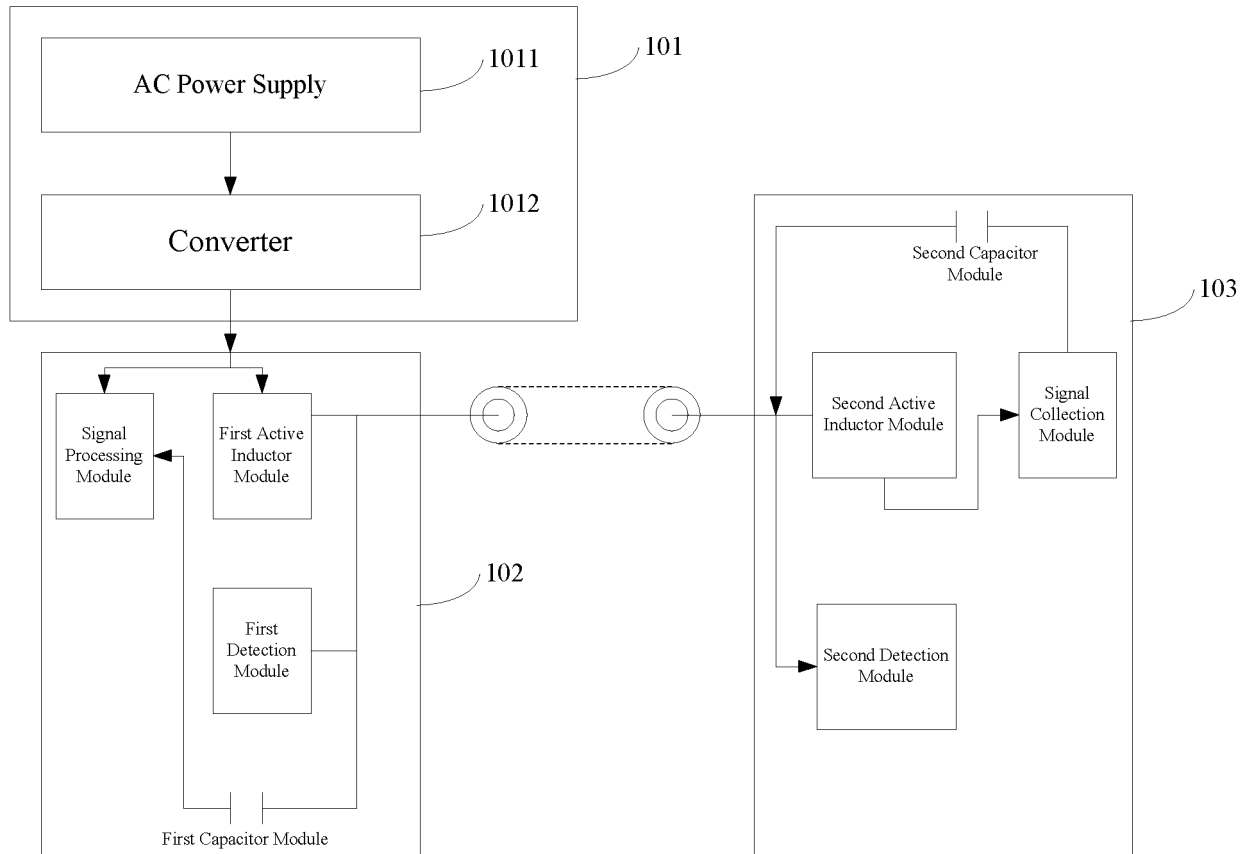 AC Power Supply
1011
101
Converter
1012
Second Capacitor
Module
103
Signal
Processing
Module
First Active
Inductor
Module
Second Active
Inductor Module
Signal
Collection
Module
102
First
Detection
Module
Second Detection
Module
First Capacitor Module